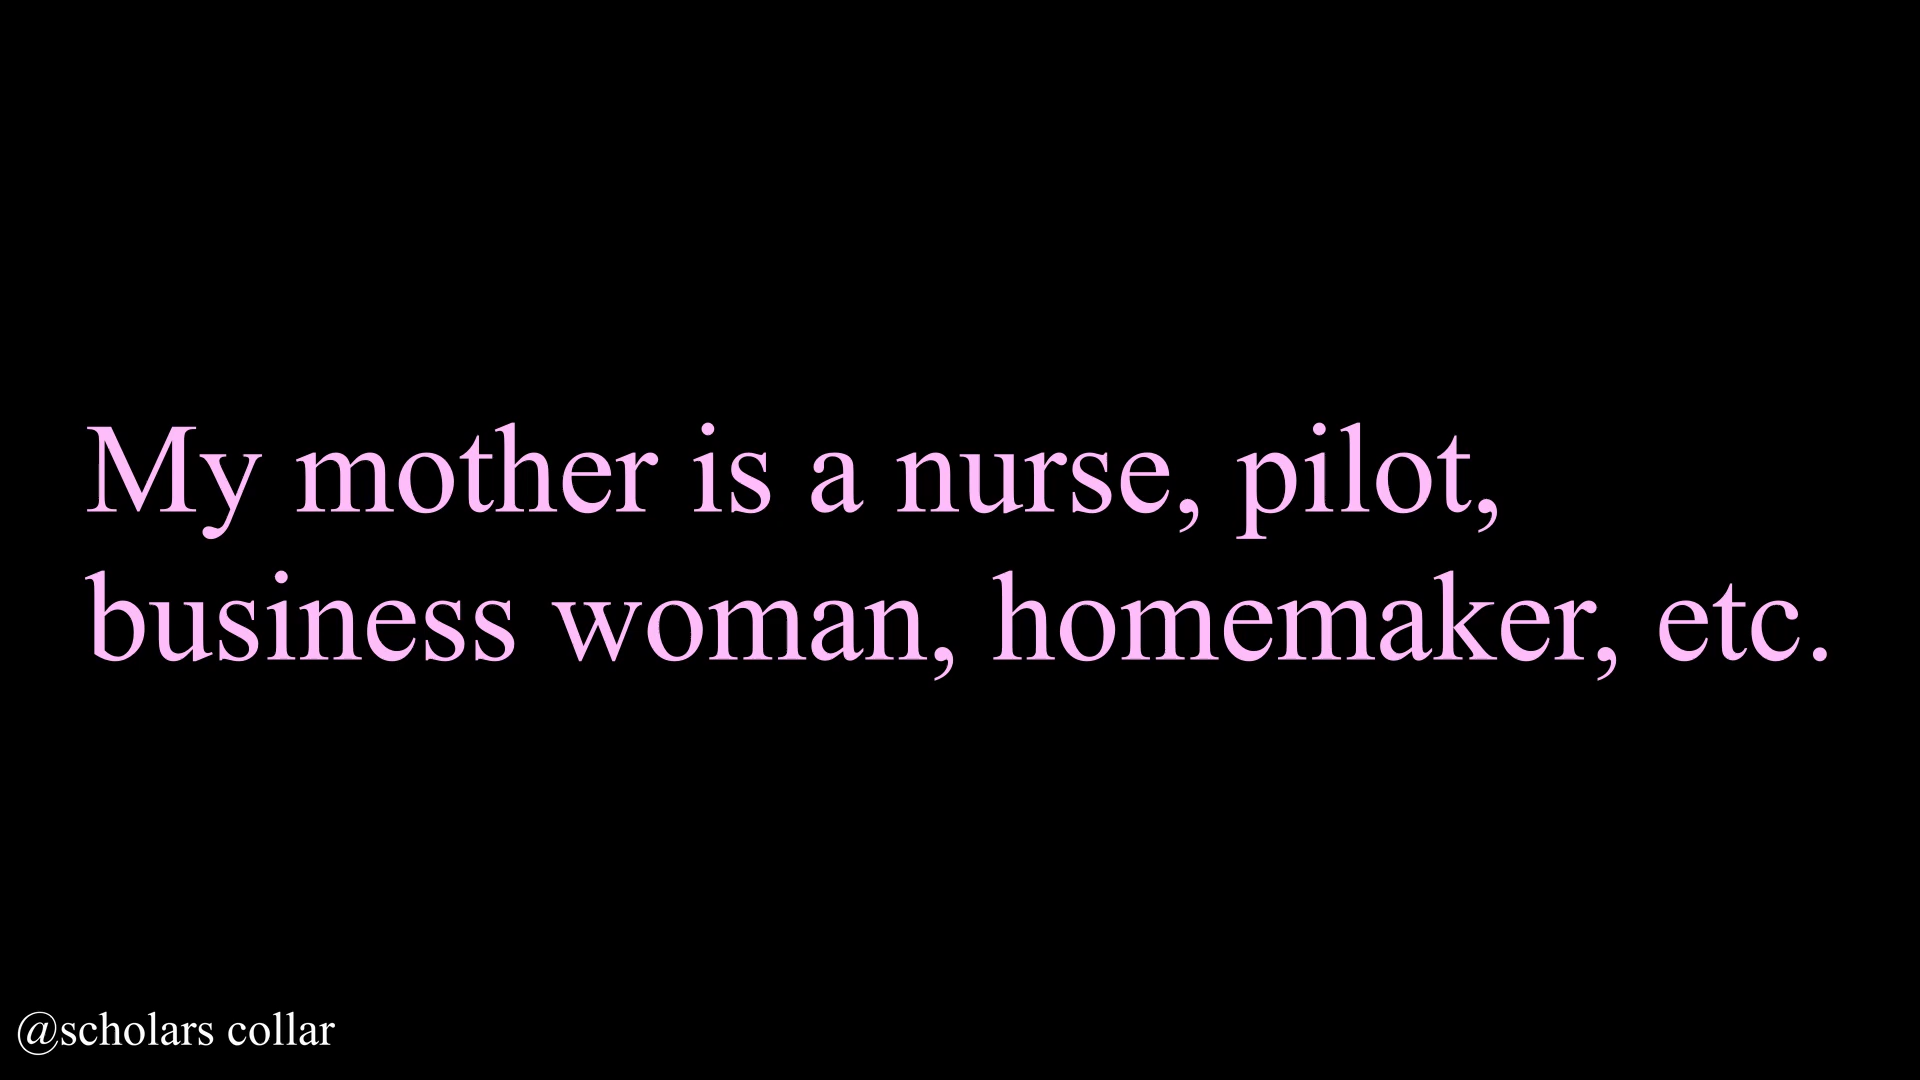 My mother is a nurse, pilot,
business woman, homemaker, etc.
@scholars collar